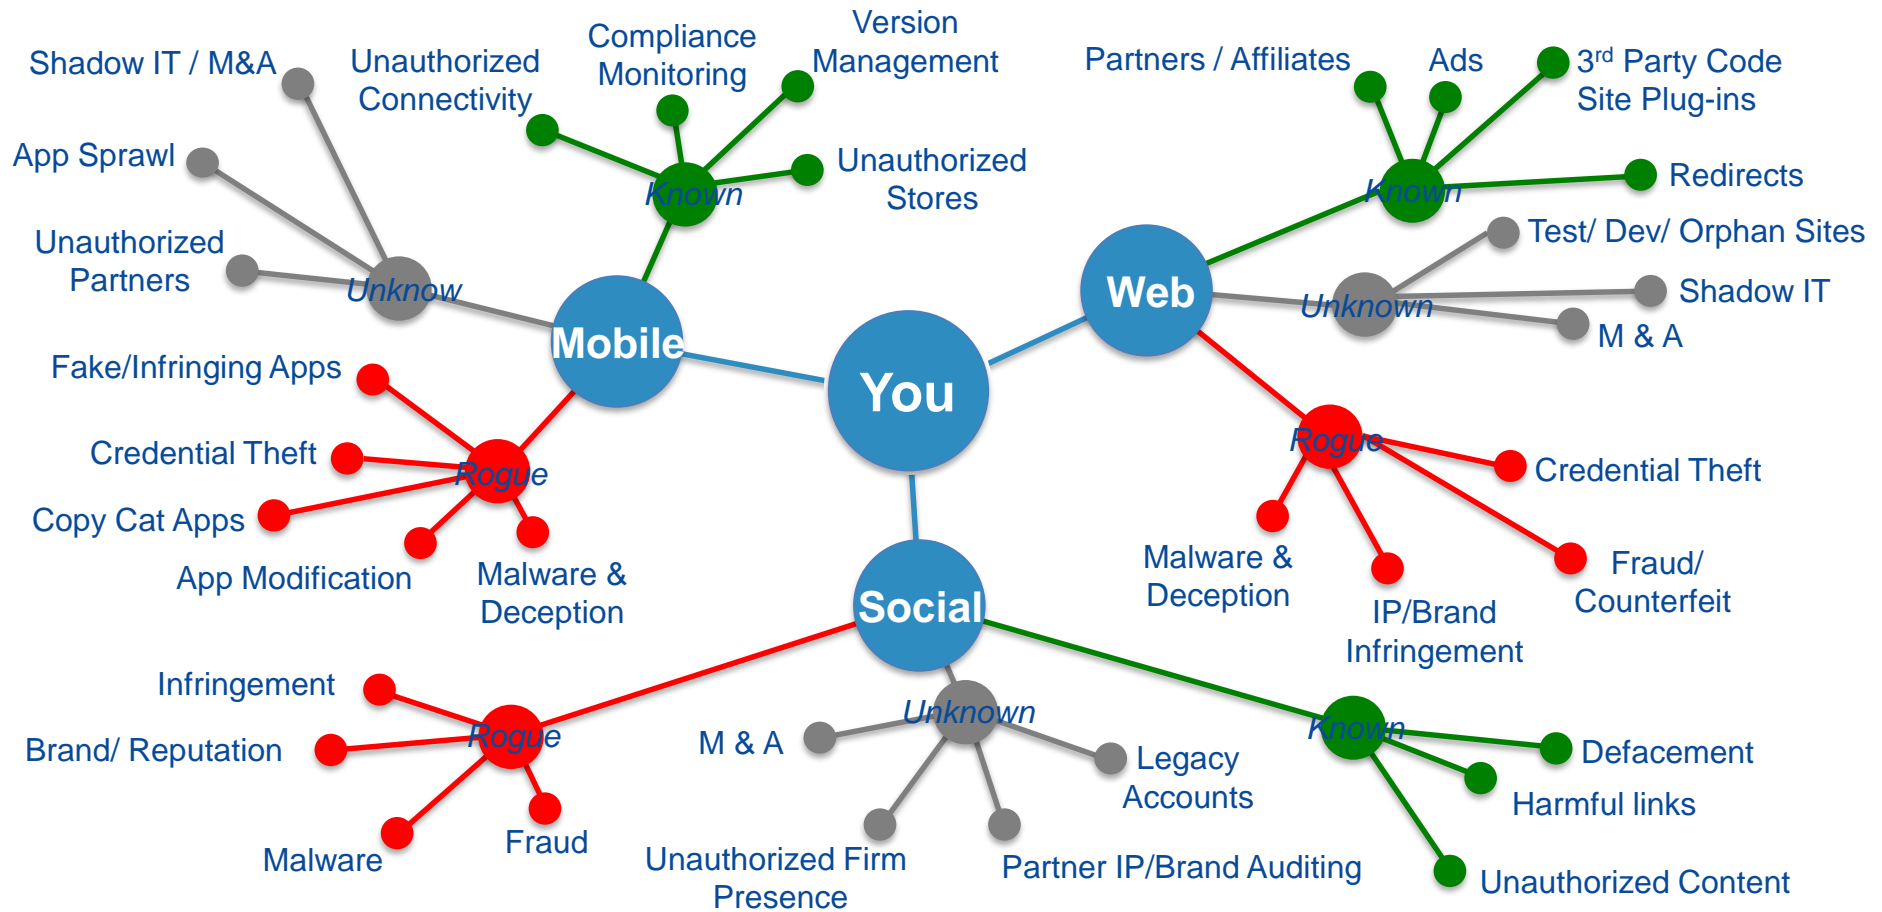 Version
Management
Compliance
Monitoring
Unauthorized
Connectivity
Shadow IT / M&A
App Sprawl
Unauthorized
Partners
Unauthorized
Stores
Known
Unknow
Mobile
Fake/Infringing Apps
Credential Theft
Copy Cat Apps
App Modification
Malware &
Deception
Rogue
You
Partners / Affiliates
Ads
3rd Party Code
Site Plug-ins
Redirects
Known
Test/ Dev/ Orphan Sites
Shadow IT
M & A
Unknown
Web
Rogue
Credential Theft
Fraud/
Counterfeit
IP/Brand
Infringement
Malware &
Deception
Social
Infringement
Brand/ Reputation
Malware
Fraud
Rogue
Unknown
M & A
Unauthorized Firm
Presence
Partner IP/Brand Auditing
Legacy
Accounts
Known
Defacement
Harmful links
Unauthorized Content